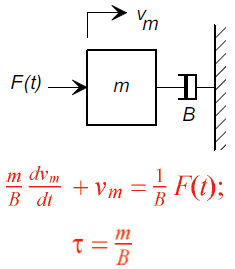 v_m
F(t)
m
B
m/B dv_m/dt + v_m = 1/B F(t);
τ = m/B